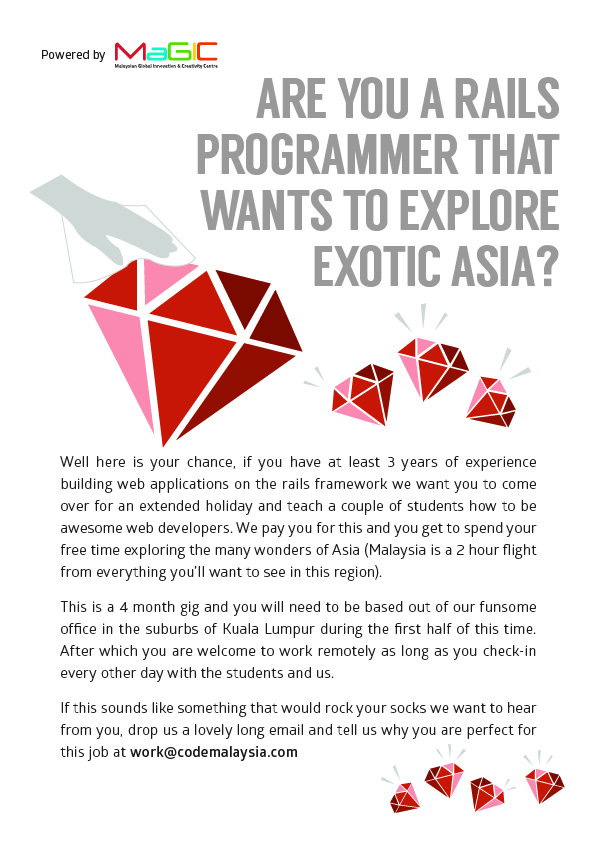 Powered by MaGIC
Malaysian Global Innovation & Creativity Centre
ARE YOU A RAILS
PROGRAMMER THAT
WANTS TO EXPLORE
EXOTIC ASIA?
Well here is your chance, if you have at least 3 years of experience
building web applications on the rails framework we want you to come
over for an extended holiday and teach a couple of students how to be
awesome web developers. We pay you for this and you get to spend your
free time exploring the many wonders of Asia (Malaysia is a 2 hour flight
from everything you'll want to see in this region).
This is a 4 month gig and you will need to be based out of our funsome
office in the suburbs of Kuala Lumpur during the first half of this time.
After which you are welcome to work remotely as long as you check-in
every other day with the students and us.
If this sounds like something that would rock your socks we want to hear
from you, drop us a lovely long email and tell us why you are perfect for
this job at work@codemalaysia.com